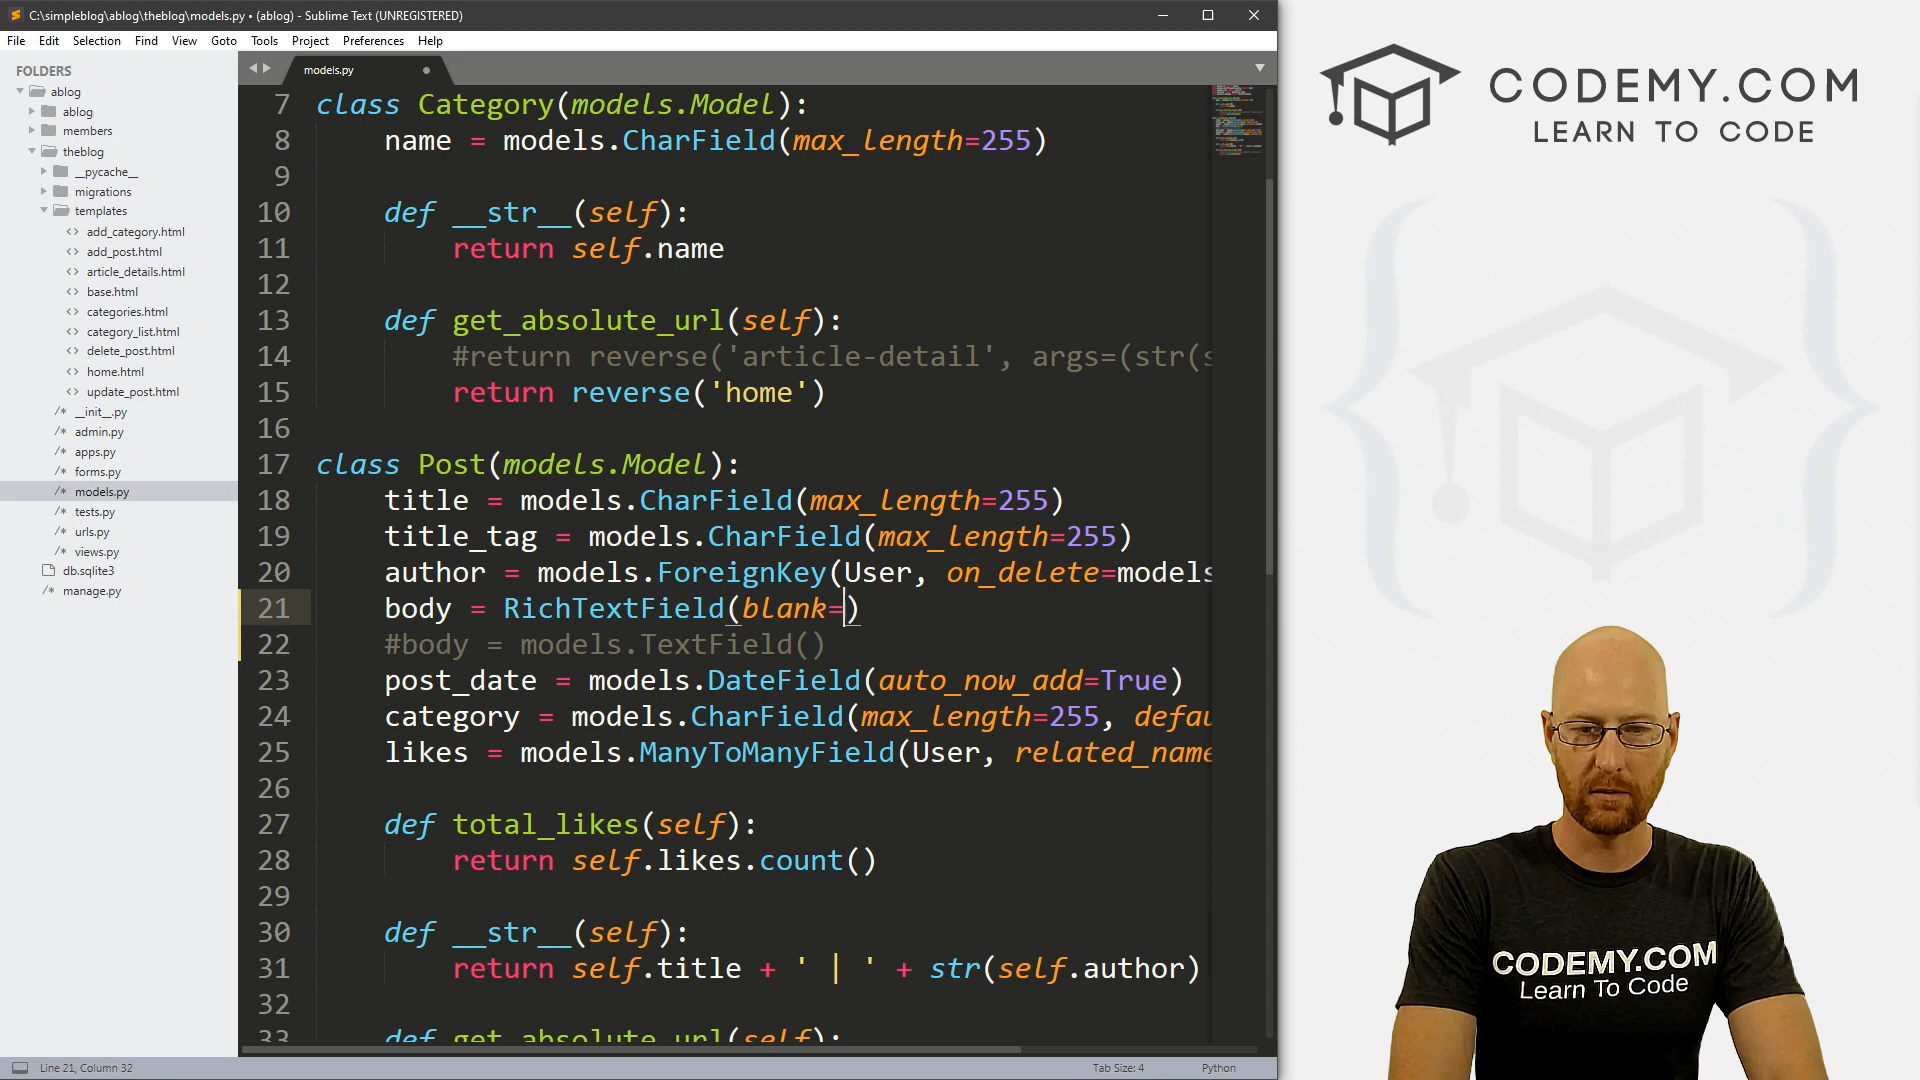 C:\simpleblog\ablog\theblog\models.py • (ablog) - Sublime Text (UNREGISTERED)
File Edit Selection Find View Goto Tools Project Preferences Help
FOLDERS
ablog
ablog
members
theblog
__pycache__
migrations
templates
add_category.html
add_post.html
article_details.html
base.html
categories.html
category_list.html
delete_post.html
home.html
update_post.html
__init__.py
admin.py
apps.py
forms.py
models.py
tests.py
urls.py
views.py
db.sqlite3
manage.py
models.py
7 class Category(models.Model):
8 name = models.CharField(max_length=255)
9
10 def __str__(self):
11 return self.name
12
13 def get_absolute_url(self):
14 #return reverse('article-detail', args=(str(s
15 return reverse('home')
16
17 class Post(models.Model):
18 title = models.CharField(max_length=255)
19 title_tag = models.CharField(max_length=255)
20 author = models.ForeignKey(User, on_delete=models
21 body = RichTextField(blank=)
22 #body = models.TextField()
23 post_date = models.DateField(auto_now_add=True)
24 category = models.CharField(max_length=255, defau
25 likes = models.ManyToManyField(User, related_name
26
27 def total_likes(self):
28 return self.likes.count()
29
30 def __str__(self):
31 return self.title + ' | ' + str(self.author)
32
33 def get_absolute_url(self):
Line 21, Column 32
Tab Size: 4
Python
CODEMY.COM
LEARN TO CODE
CODEMY.COM
Learn To Code